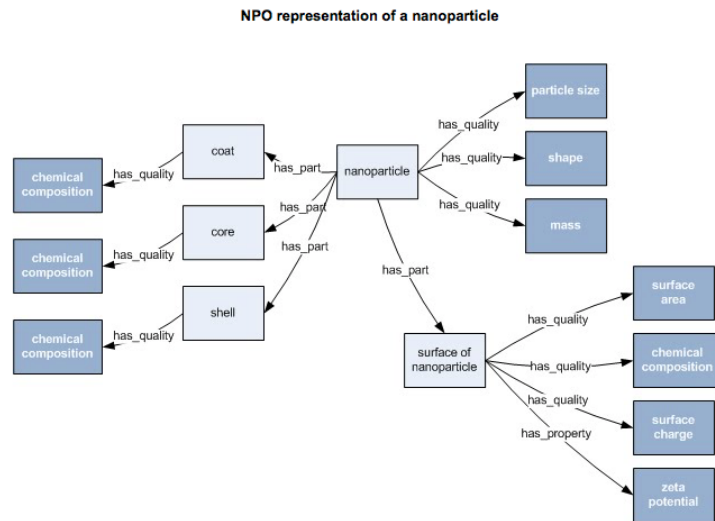 NPO representation of a nanoparticle
particle size
has_quality
coat
nanoparticle
has_quality
shape
has_quality
has_part
chemical
composition
has_quality
mass
core
has_part
has_quality
chemical
composition
has_part
has_part
surface
area
shell
has_quality
chemical
composition
has_quality
surface of
nanoparticle
has_quality
chemical
composition
has_quality
surface
charge
has_property
zeta
potential